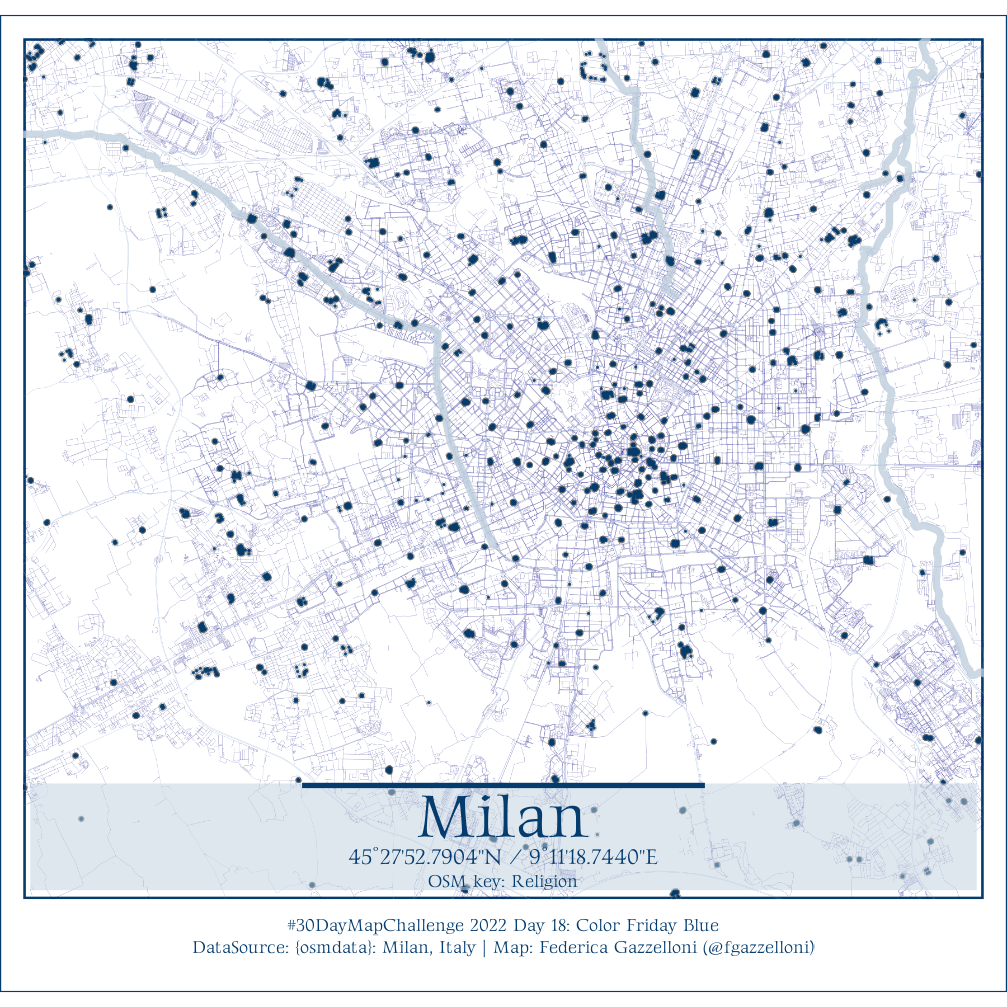 Milan
45°27'52.7904"N / 9°11'18.7440"E
OSM key: Religion
#30DayMapChallenge 2022 Day 18: Color Friday Blue
DataSource: {osmdata}: Milan, Italy | Map: Federica Gazzelloni (@fgazzelloni)